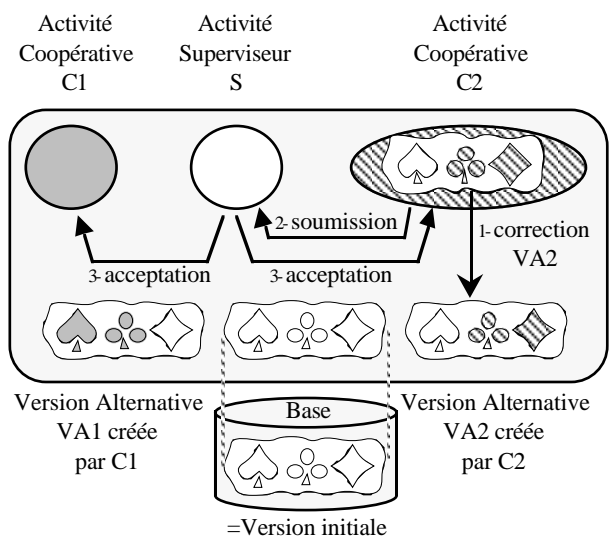 Activité
Coopérative
C1
Activité
Superviseur
S
Activité
Coopérative
C2
2- soumission
1- correction
VA2
3- acceptation
3- acceptation
Version Alternative
VA1 créée
par C1
Base
Version Alternative
VA2 créée
par C2
=Version initiale